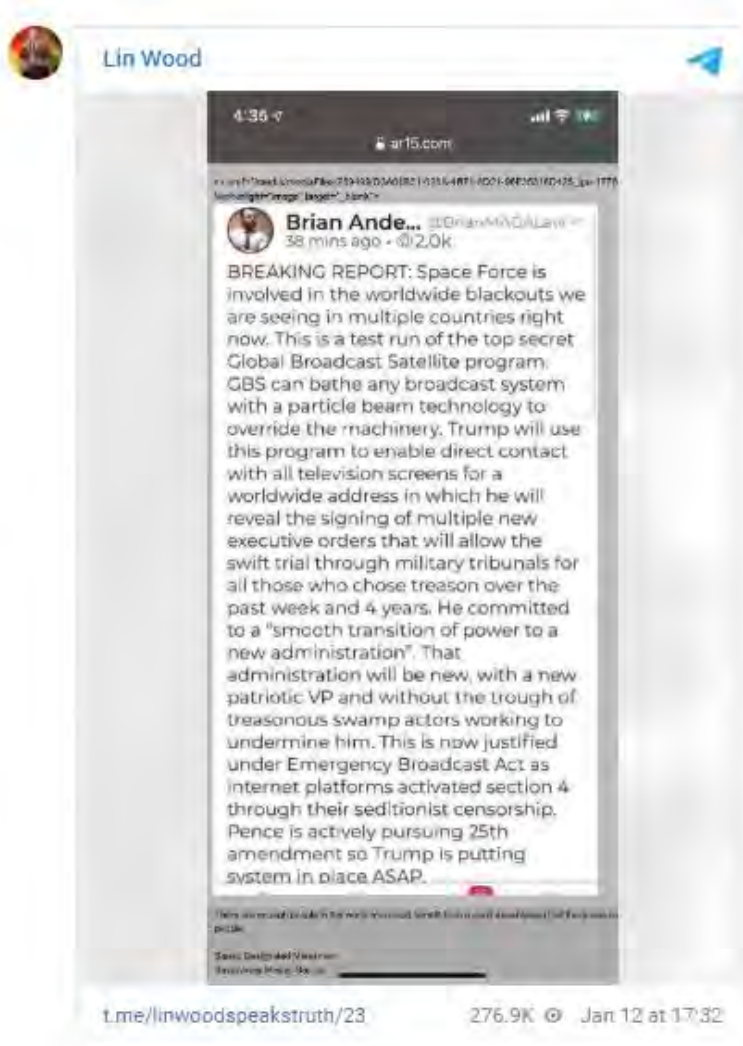 Lin Wood
4:36
ar15.com
Brian Ande... @BrianMAGALaw
38 mins ago • 2.0k
BREAKING REPORT: Space Force is
involved in the worldwide blackouts we
are seeing in multiple countries right
now. This is a test run of the top secret
Global Broadcast Satellite program.
GBS can bathe any broadcast system
with a particle beam technology to
override the machinery. Trump will use
this program to enable direct contact
with all television screens for a
worldwide address in which he will
reveal the signing of multiple new
executive orders that will allow the
swift trial through military tribunals for
all those who chose treason over the
past week and 4 years. He committed
to a "smooth transition of power to a
new administration". That
administration will be new, with a new
patriotic VP and without the trough of
treasonous swamp actors working to
undermine him. This is now justified
under Emergency Broadcast Act as
internet platforms activated section 4
through their seditionist censorship.
Pence is actively pursuing 25th
amendment so Trump is putting
system in place ASAP.
people
t.me/linwoodspeakstruth/23
276.9K Jan 12 at 17:32